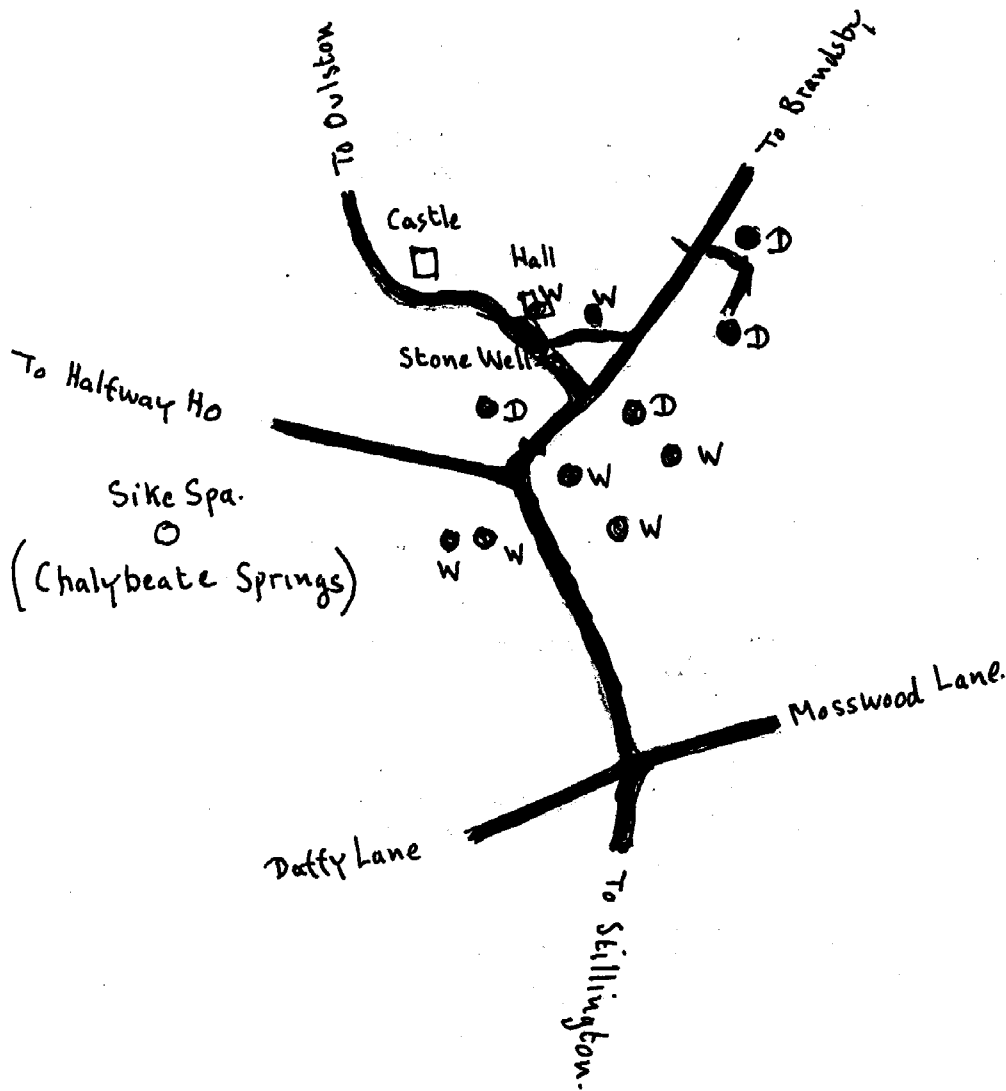 To Oulston
To Brandsby
Castle
D
Hall
W
W
D
Stone Well
To Halfway Ho
D
D
W
W
Sike Spa.
W
W
W
(Chalybeate Springs)
Mosswood Lane.
Daffy Lane
To Stillington.